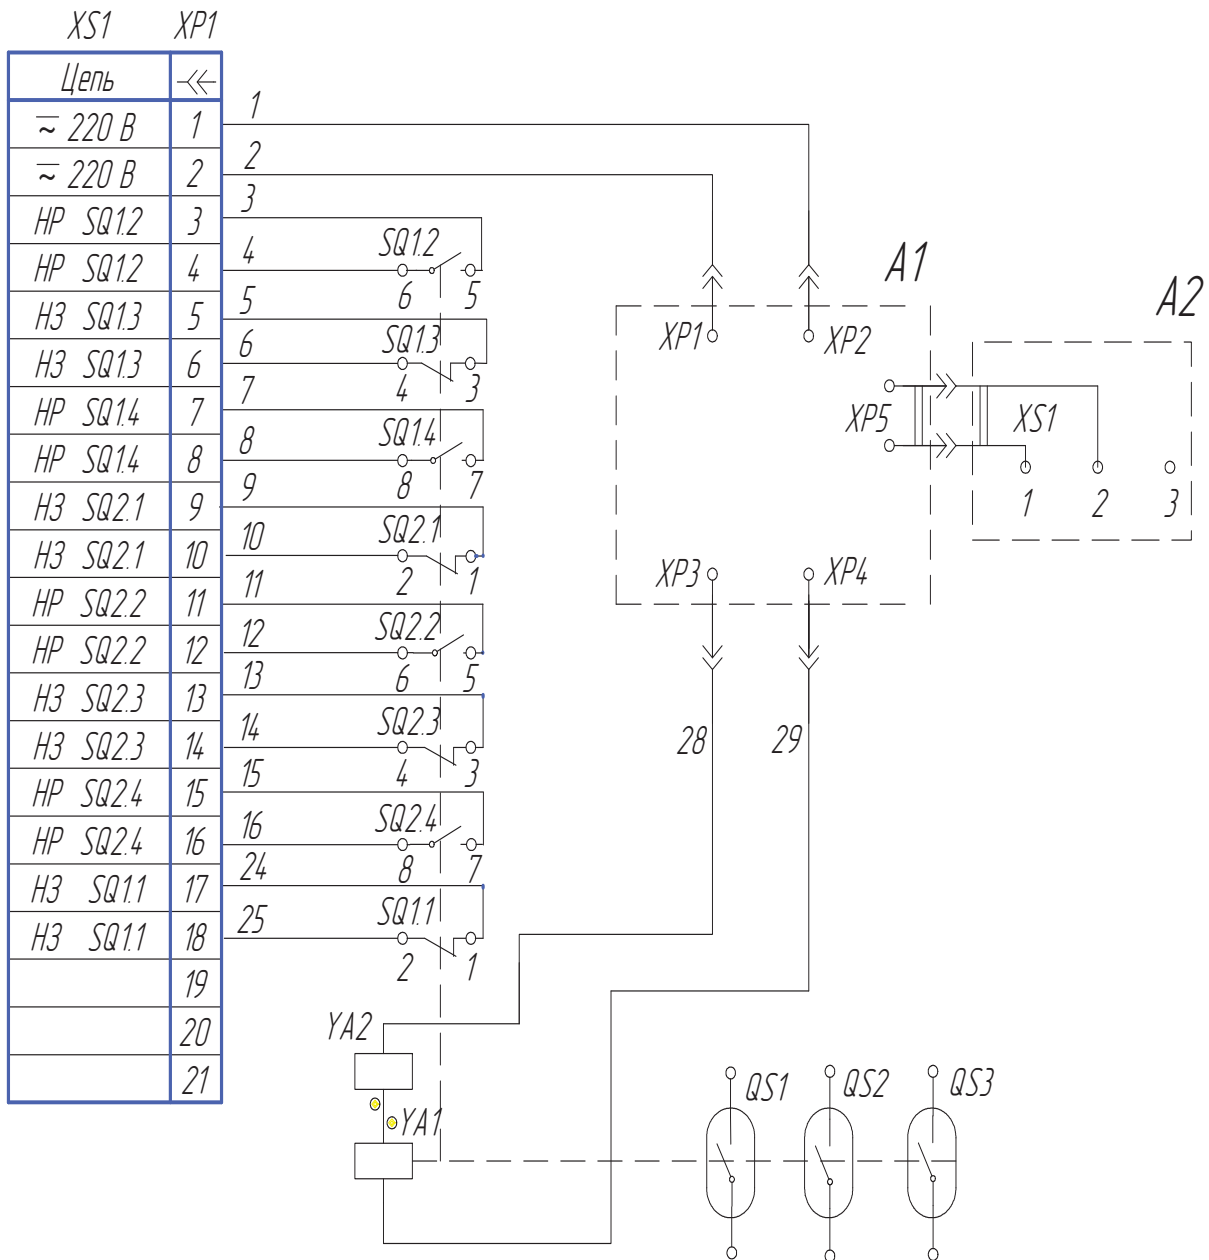 XS1 XP1
Цепь
≂ 220 В 1
≂ 220 В 2
НР SQ1.2 3
НР SQ1.2 4
НЗ SQ1.3 5
НЗ SQ1.3 6
НР SQ1.4 7
НР SQ1.4 8
НЗ SQ2.1 9
НЗ SQ2.1 10
НР SQ2.2 11
НР SQ2.2 12
НЗ SQ2.3 13
НЗ SQ2.3 14
НР SQ2.4 15
НР SQ2.4 16
НЗ SQ1.1 17
НЗ SQ1.1 18
19
20
21
1
2
3
4 SQ1.2
6 5
5
6 SQ1.3
4 3
7
8 SQ1.4
8 7
9
10 SQ2.1
2 1
11
12 SQ2.2
6 5
13
14 SQ2.3
4 3
15
16 SQ2.4
8 7
24
25 SQ1.1
2 1
A1
XP1 XP2
XP5
XP3 XP4
28 29
A2
XS1
1 2 3
YA2
YA1
QS1 QS2 QS3